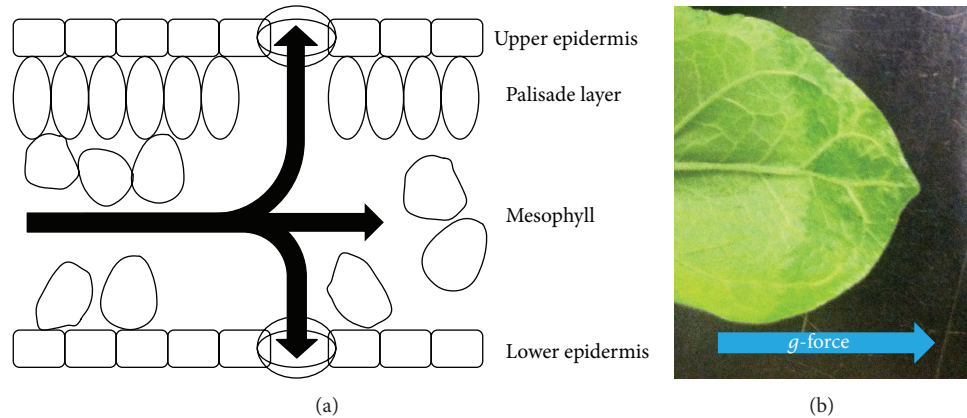 Upper epidermis
Palisade layer
Mesophyll
Lower epidermis
g-force
(a)
(b)